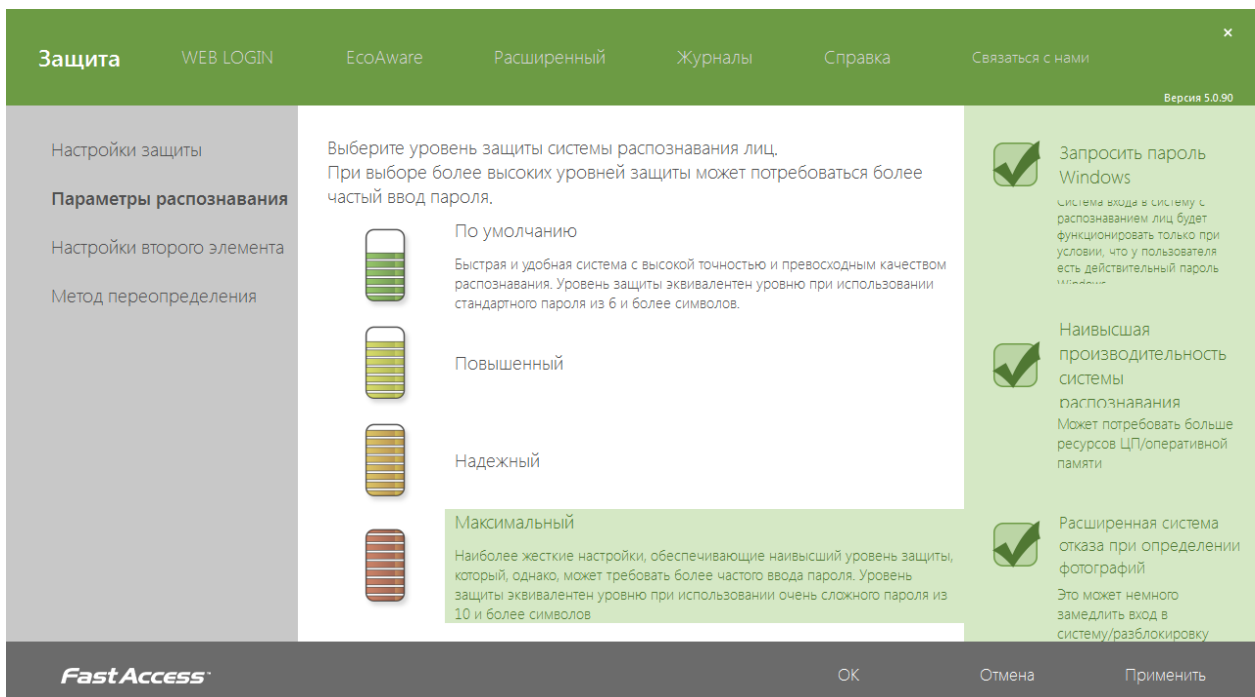 ×
Защита WEB LOGIN EcoAware Расширенный Журналы Справка Связаться с нами
Версия 5.0.90
Настройки защиты
Параметры распознавания
Настройки второго элемента
Метод переопределения
Выберите уровень защиты системы распознавания лиц.
При выборе более высоких уровней защиты может потребоваться более
частый ввод пароля.
По умолчанию
Быстрая и удобная система с высокой точностью и превосходным качеством
распознавания. Уровень защиты эквивалентен уровню при использовании
стандартного пароля из 6 и более символов.
Повышенный
Надежный
Максимальный
Наиболее жесткие настройки, обеспечивающие наивысший уровень защиты,
который, однако, может требовать более частого ввода пароля. Уровень
защиты эквивалентен уровню при использовании очень сложного пароля из
10 и более символов
Запросить пароль
Windows
Система входа в систему с
распознаванием лиц будет
функционировать только при
условии, что у пользователя
есть действительный пароль
Windows
Наивысшая
производительность
системы
распознавания
Может потребовать больше
ресурсов ЦП/оперативной
памяти
Расширенная система
отказа при определении
фотографий
Это может немного
замедлить вход в
систему/разблокировку
FastAccess
OK Отмена Применить